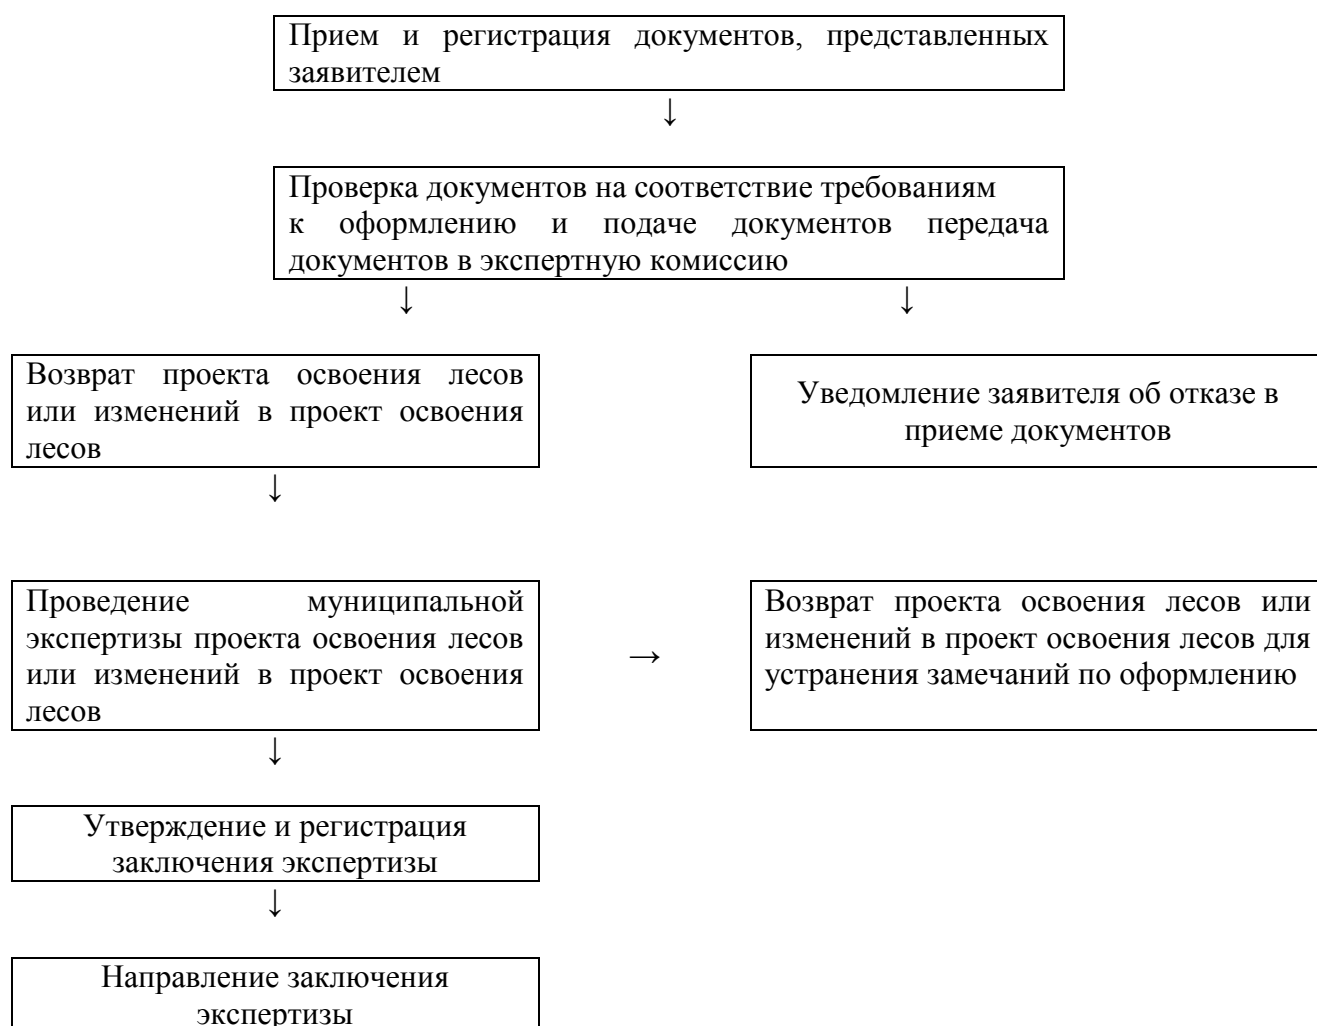 Прием и регистрация документов, представленных
заявителем
↓
Проверка документов на соответствие требованиям
к оформлению и подаче документов передача
документов в экспертную комиссию
↓ ↓
Возврат проекта освоения лесов
или изменений в проект освоения
лесов
Уведомление заявителя об отказе в
приеме документов
↓
Проведение муниципальной
экспертизы проекта освоения лесов
или изменений в проект освоения
лесов
→
Возврат проекта освоения лесов или
изменений в проект освоения лесов для
устранения замечаний по оформлению
↓
Утверждение и регистрация
заключения экспертизы
↓
Направление заключения
экспертизы